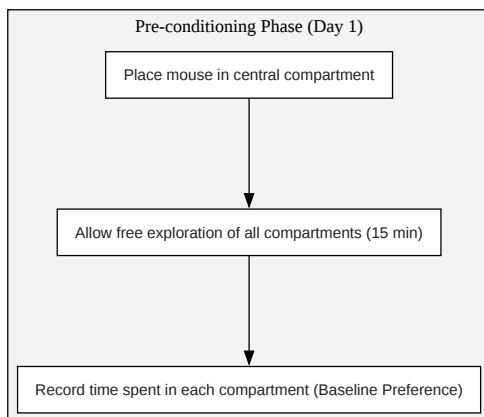 Pre-conditioning Phase (Day 1)
Place mouse in central compartment
Allow free exploration of all compartments (15 min)
Record time spent in each compartment (Baseline Preference)